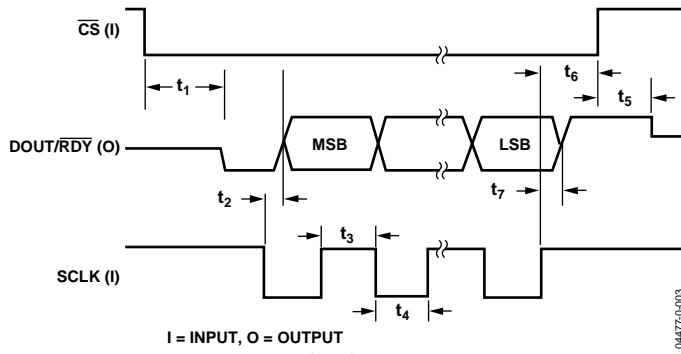 CS (I)
t6
t1
t5
DOUT/RDY (O)
MSB
LSB
t2
t7
t3
SCLK (I)
t4
I = INPUT, O = OUTPUT
04477-0-003